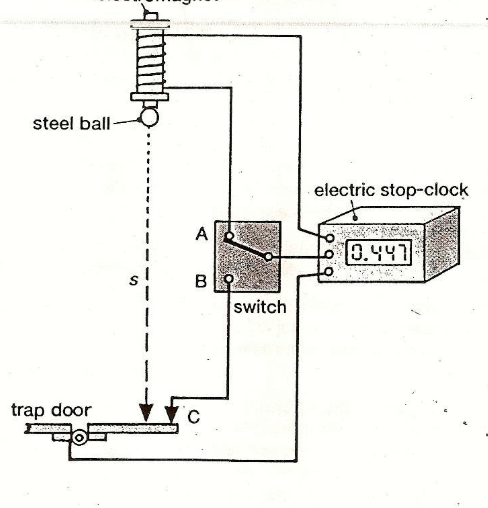 steel ball
electric stop-clock
A
0.447
s
B
switch
trap door
C